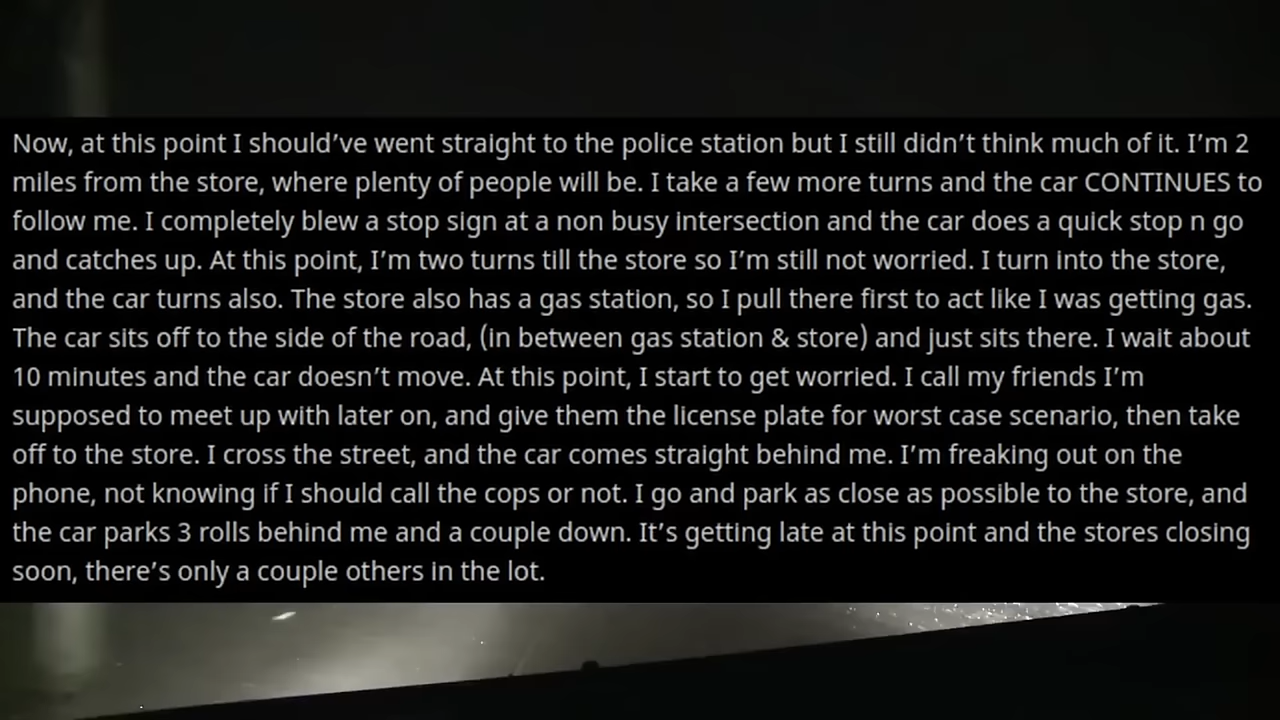 Now, at this point I should’ve went straight to the police station but I still didn’t think much of it. I’m 2
miles from the store, where plenty of people will be. I take a few more turns and the car CONTINUES to
follow me. I completely blew a stop sign at a non busy intersection and the car does a quick stop n go
and catches up. At this point, I’m two turns till the store so I’m still not worried. I turn into the store,
and the car turns also. The store also has a gas station, so I pull there first to act like I was getting gas.
The car sits off to the side of the road, (in between gas station & store) and just sits there. I wait about
10 minutes and the car doesn’t move. At this point, I start to get worried. I call my friends I’m
supposed to meet up with later on, and give them the license plate for worst case scenario, then take
off to the store. I cross the street, and the car comes straight behind me. I’m freaking out on the
phone, not knowing if I should call the cops or not. I go and park as close as possible to the store, and
the car parks 3 rolls behind me and a couple down. It’s getting late at this point and the stores closing
soon, there’s only a couple others in the lot.